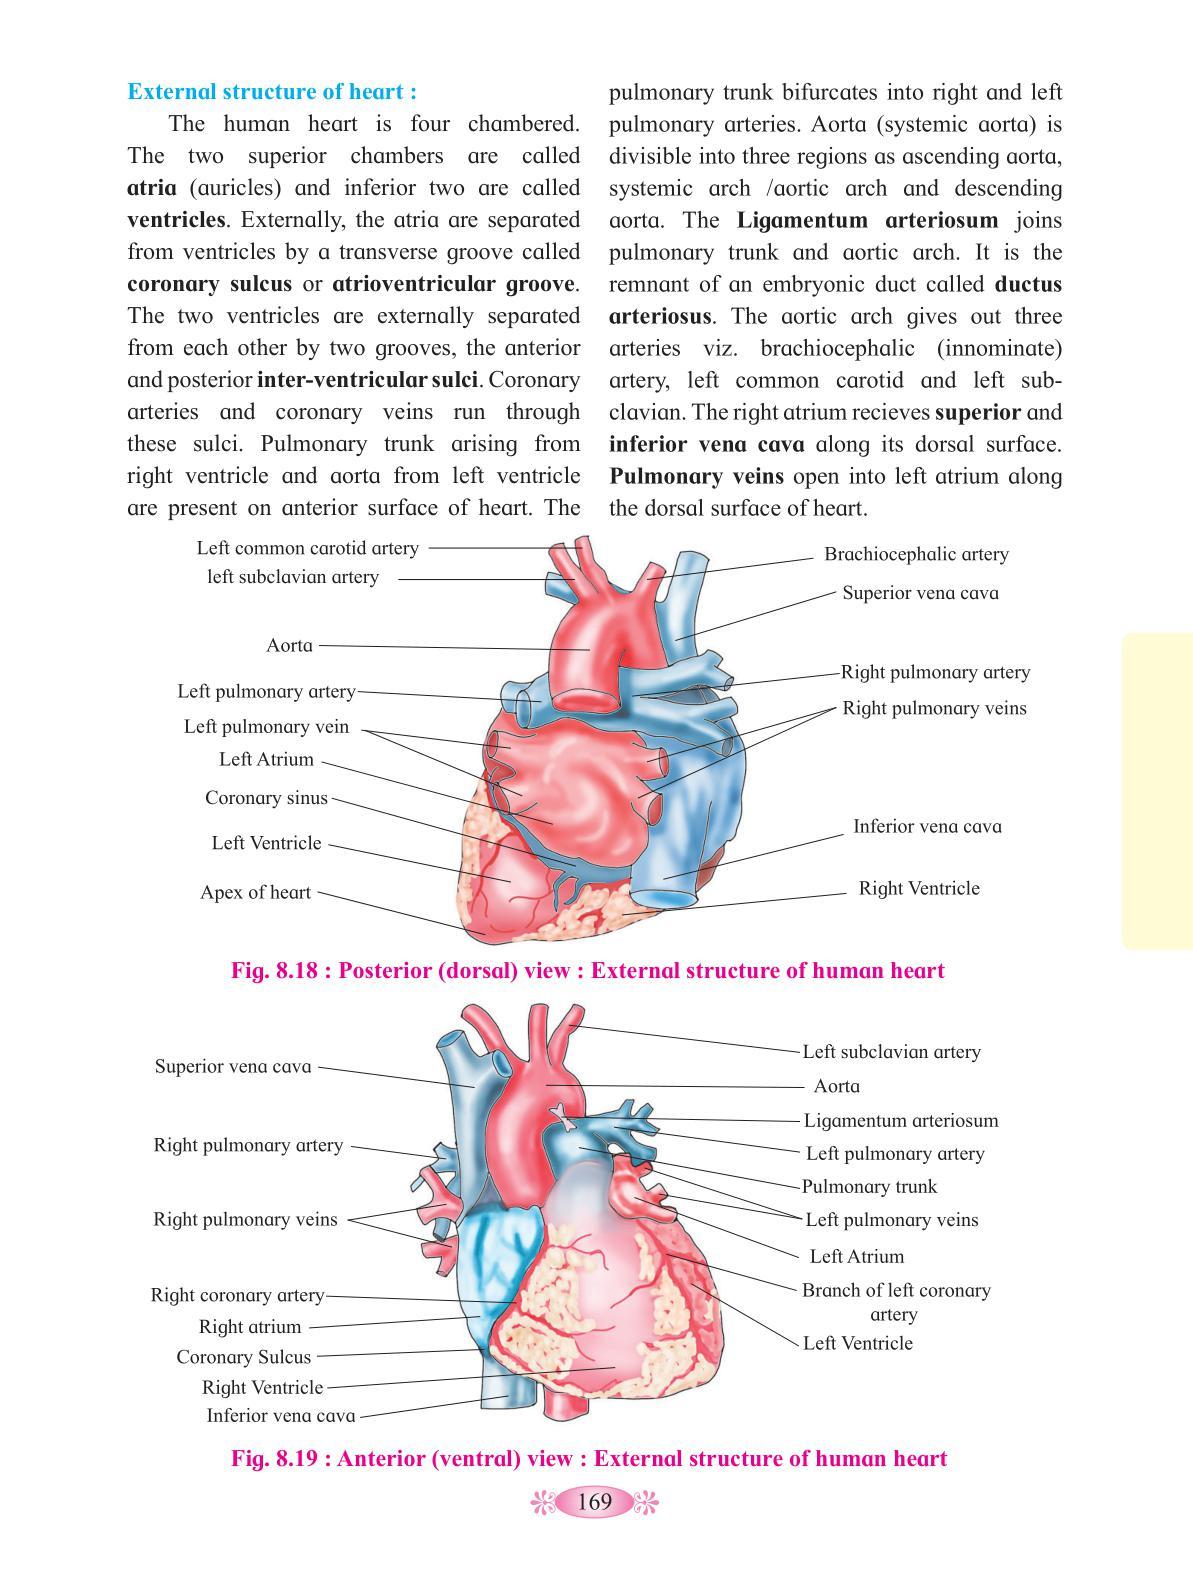 External structure of heart :
The human heart is four chambered.
The two superior chambers are called
atria (auricles) and inferior two are called
ventricles. Externally, the atria are separated
from ventricles by a transverse groove called
coronary sulcus or atrioventricular groove.
The two ventricles are externally separated
from each other by two grooves, the anterior
and posterior inter-ventricular sulci. Coronary
arteries and coronary veins run through
these sulci. Pulmonary trunk arising from
right ventricle and aorta from left ventricle
are present on anterior surface of heart. The
pulmonary trunk bifurcates into right and left
pulmonary arteries. Aorta (systemic aorta) is
divisible into three regions as ascending aorta,
systemic arch /aortic arch and descending
aorta. The Ligamentum arteriosum joins
pulmonary trunk and aortic arch. It is the
remnant of an embryonic duct called ductus
arteriosus. The aortic arch gives out three
arteries viz. brachiocephalic (innominate)
artery, left common carotid and left sub-
clavian. The right atrium recieves superior and
inferior vena cava along its dorsal surface.
Pulmonary veins open into left atrium along
the dorsal surface of heart.
Left common carotid artery
left subclavian artery
Aorta
Left pulmonary artery
Left pulmonary vein
Left Atrium
Coronary sinus
Left Ventricle
Apex of heart
Brachiocephalic artery
Superior vena cava
Right pulmonary artery
Right pulmonary veins
Inferior vena cava
Right Ventricle
Fig. 8.18 : Posterior (dorsal) view : External structure of human heart
Superior vena cava
Right pulmonary artery
Right pulmonary veins
Right coronary artery
Right atrium
Coronary Sulcus
Right Ventricle
Inferior vena cava
Left subclavian artery
Aorta
Ligamentum arteriosum
Left pulmonary artery
Pulmonary trunk
Left pulmonary veins
Left Atrium
Branch of left coronary
artery
Left Ventricle
Fig. 8.19 : Anterior (ventral) view : External structure of human heart
169